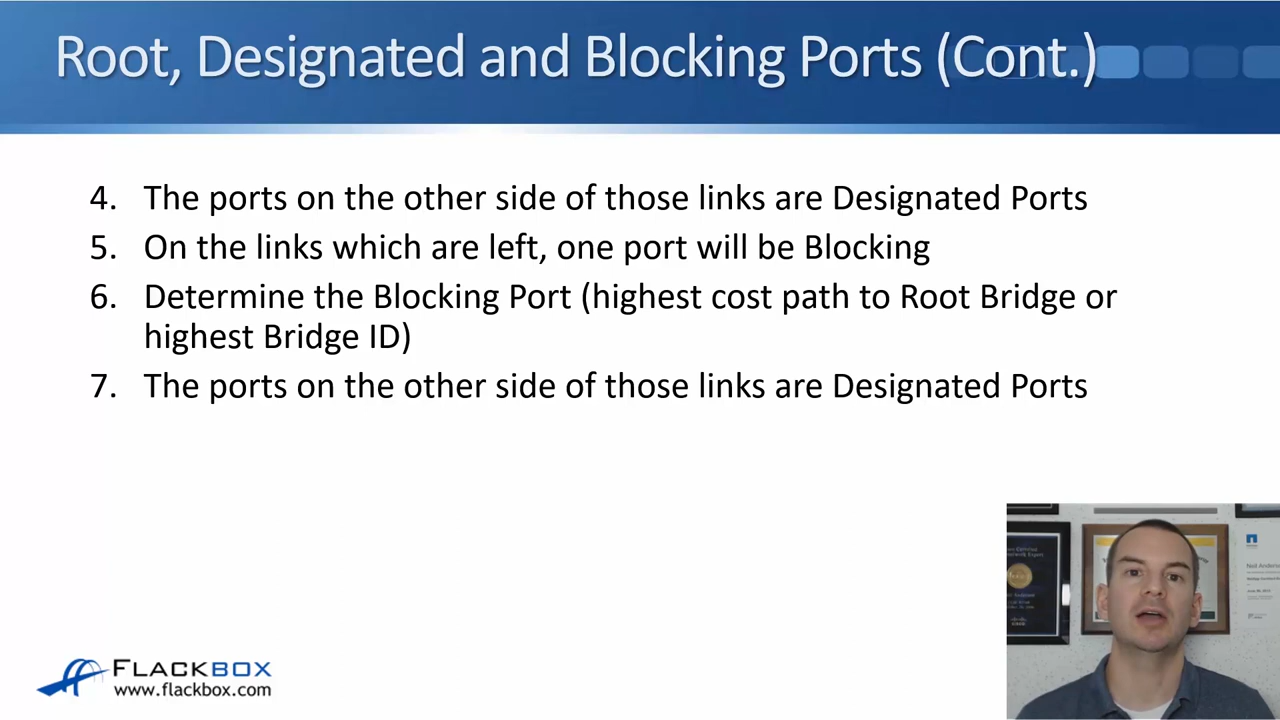 Root, Designated and Blocking Ports (Cont.)
4. The ports on the other side of those links are Designated Ports
5. On the links which are left, one port will be Blocking
6. Determine the Blocking Port (highest cost path to Root Bridge or
highest Bridge ID)
7. The ports on the other side of those links are Designated Ports
FLACKBOX
www.flackbox.com